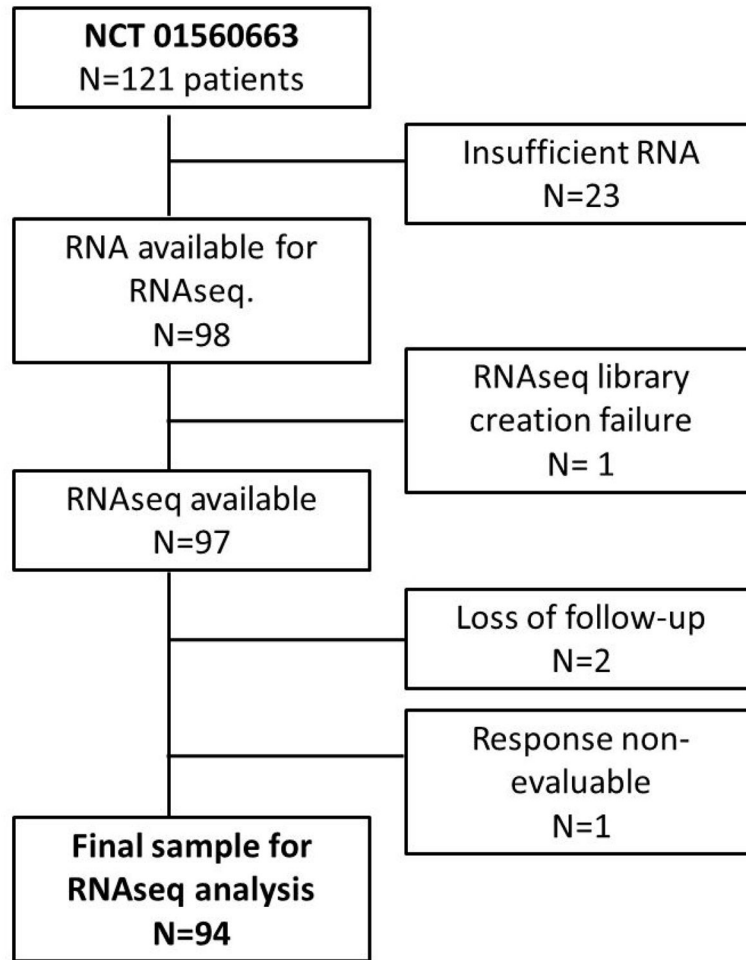 NCT 01560663
N=121 patients
Insufficient RNA
N=23
RNA available for
RNAseq.
N=98
RNAseq library
creation failure
N= 1
RNAseq available
N=97
Loss of follow-up
N=2
Response non-
evaluable
N=1
Final sample for
RNAseq analysis
N=94